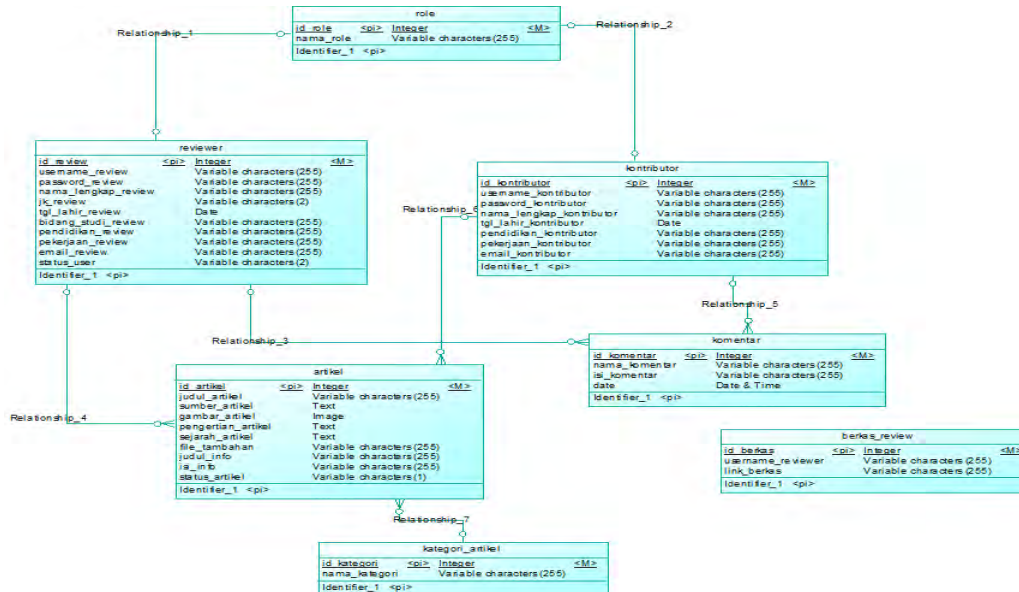 role
id_role <pi> Integer <M>
nama_role Variable characters (255)
Identifier_1 <pi>
Relationship_1
Relationship_2
reviewer
id_review <pi> Integer <M>
username_review Variable characters (255)
password_review Variable characters (255)
nama_lengkap_review Variable characters (255)
jk_review Variable characters (2)
tgl_lahir_review Date
bidang_studi_review Variable characters (255)
pendidikan_review Variable characters (255)
pekerjaan_review Variable characters (255)
email_review Variable characters (255)
status_user Variable characters (2)
Identifier_1 <pi>
kontributor
id_kontributor <pi> Integer <M>
username_kontributor Variable characters (255)
password_kontributor Variable characters (255)
nama_lengkap_kontributor Variable characters (255)
tgl_lahir_kontributor Date
pendidikan_kontributor Variable characters (255)
pekerjaan_kontributor Variable characters (255)
email_kontributor Variable characters (255)
Identifier_1 <pi>
Relationship_6
Relationship_5
Relationship_3
komentar
id_komentar <pi> Integer <M>
nama_komentar Variable characters (255)
isi_komentar Variable characters (255)
date Date & Time
Identifier_1 <pi>
artikel
id_artikel <pi> Integer <M>
judul_artikel Variable characters (255)
sumber_artikel Text
gambar_artikel Image
pengertian_artikel Text
sejarah_artikel Text
file_tambahan Variable characters (255)
judul_info Variable characters (255)
isi_info Variable characters (255)
status_artikel Variable characters (1)
Identifier_1 <pi>
Relationship_4
berkas_review
id_berkas <pi> Integer <M>
username_reviewer Variable characters (255)
link_berkas Variable characters (255)
Identifier_1 <pi>
Relationship_7
kategori_artikel
id_kategori <pi> Integer <M>
nama_kategori Variable characters (255)
Identifier_1 <pi>